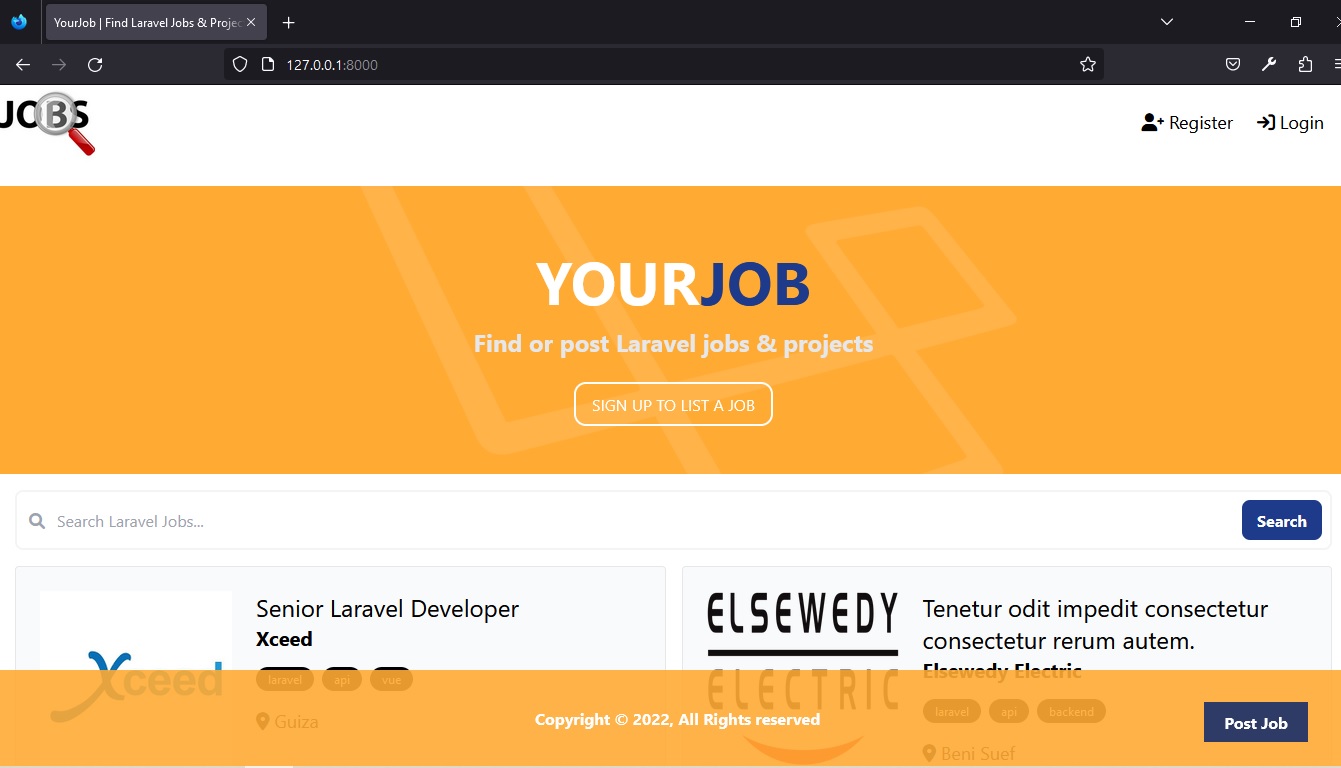 YourJob | Find Laravel Jobs & Projec
127.0.0.1:8000
JOBS
Register
Login
YOURJOB
Find or post Laravel jobs & projects
SIGN UP TO LIST A JOB
Search Laravel Jobs...
Search
Xceed
Senior Laravel Developer
Xceed
laravel
api
vue
Guiza
ELSEWEDY
ELECTRIC
Tenetur odit impedit consectetur
consectetur rerum autem.
Elsewedy Electric
laravel
api
backend
Beni Suef
Copyright © 2022, All Rights reserved
Post Job